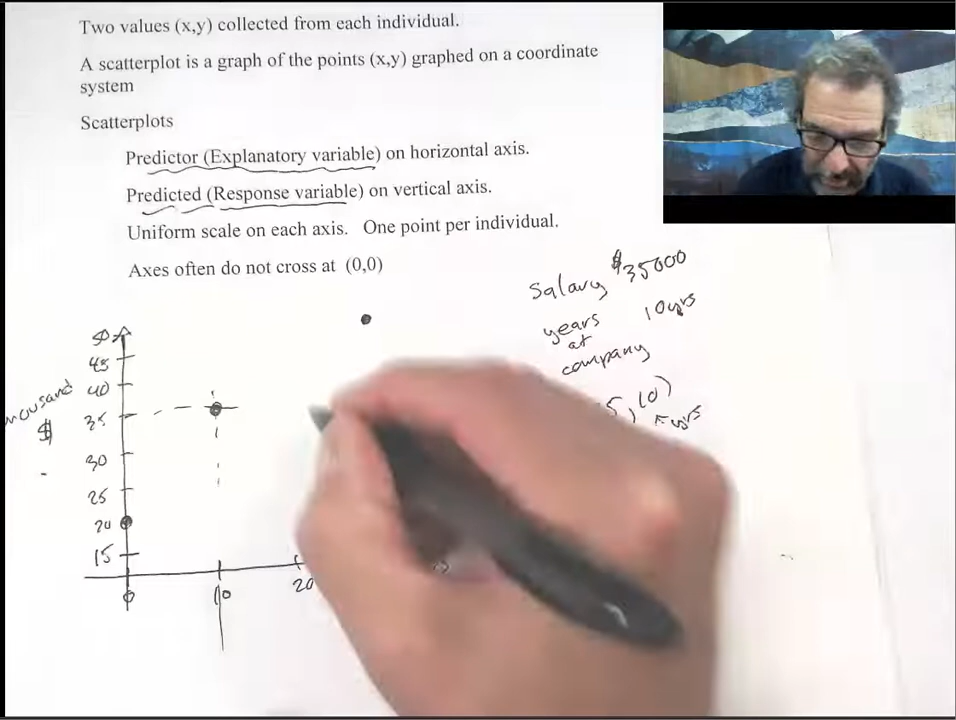 Two values (x,y) collected from each individual.
A scatterplot is a graph of the points (x,y) graphed on a coordinate
system
Scatterplots
Predictor (Explanatory variable) on horizontal axis.
Predicted (Response variable) on vertical axis.
Uniform scale on each axis. One point per individual.
Axes often do not cross at (0,0)
Salary $35000
years 10yrs
at
company
5,10)
yrs
50
45
40
$ 35
30
25
20
15
0 10 20